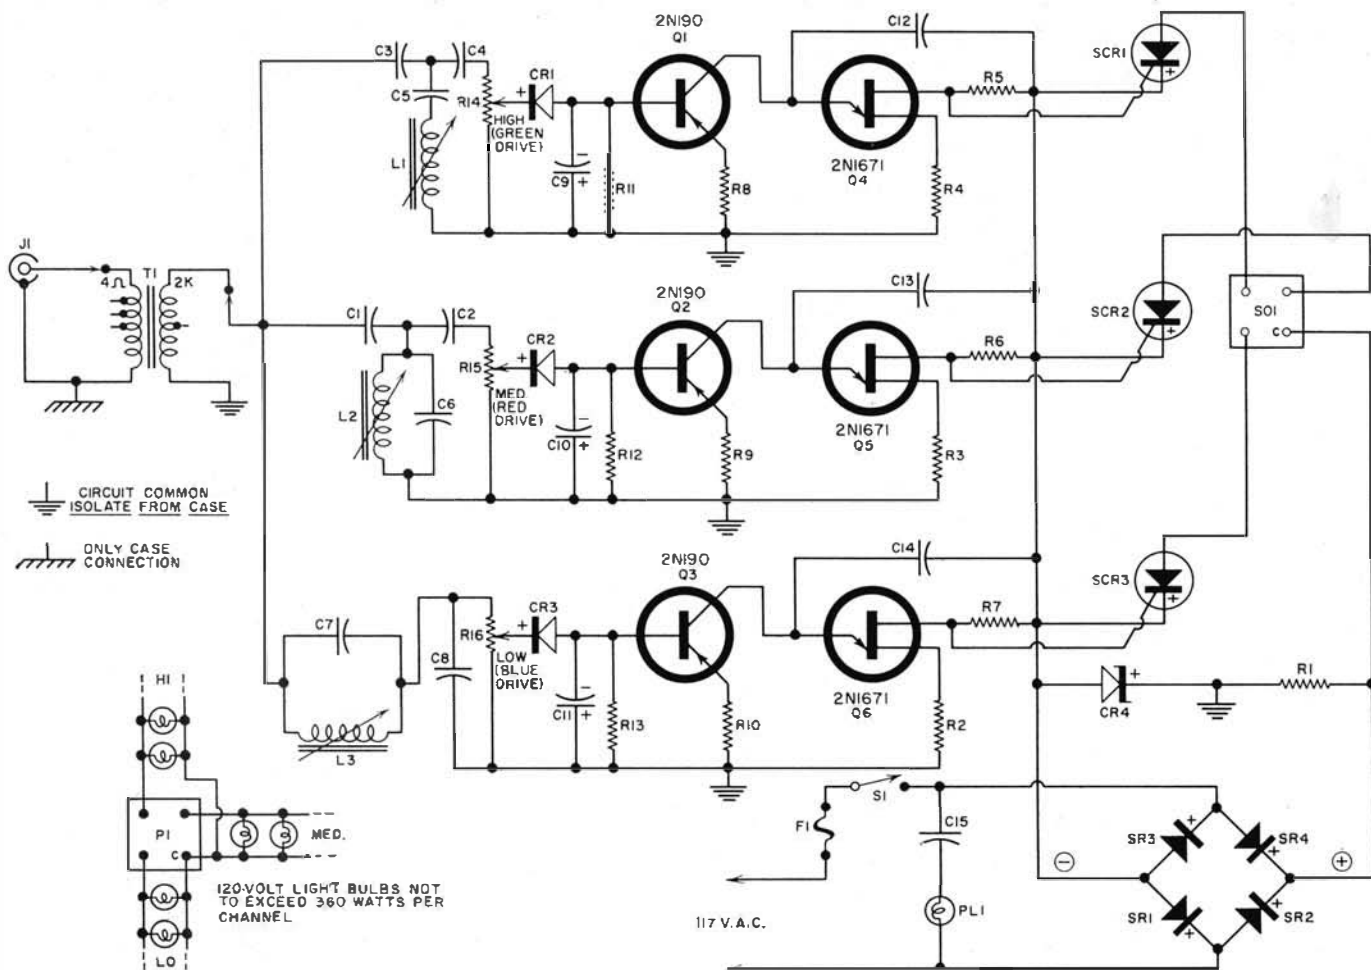 2N190
Q1
C12
SCR1
C3
C4
CR1
R5
C5
R14
HIGH
(GREEN
DRIVE)
L1
C9
R11
R8
2N1671
Q4
R4
J1
4Ω
T1
2K
2N190
Q2
C13
SO1
C
SCR2
C1
C2
CR2
R6
R15
MED.
(RED
DRIVE)
L2
C6
C10
R12
R9
2N1671
Q5
R3
CIRCUIT COMMON
ISOLATE FROM CASE
ONLY CASE
CONNECTION
2N190
Q3
C14
SCR3
C7
CR3
R7
R16
LOW
(BLUE
DRIVE)
C8
C11
R13
R10
2N1671
Q6
R2
CR4
R1
L3
HI
P1
C
MED.
LO
120-VOLT LIGHT BULBS NOT
TO EXCEED 360 WATTS PER
CHANNEL
S1
F1
C15
PL1
117 V.A.C.
SR3
SR4
SR1
SR2